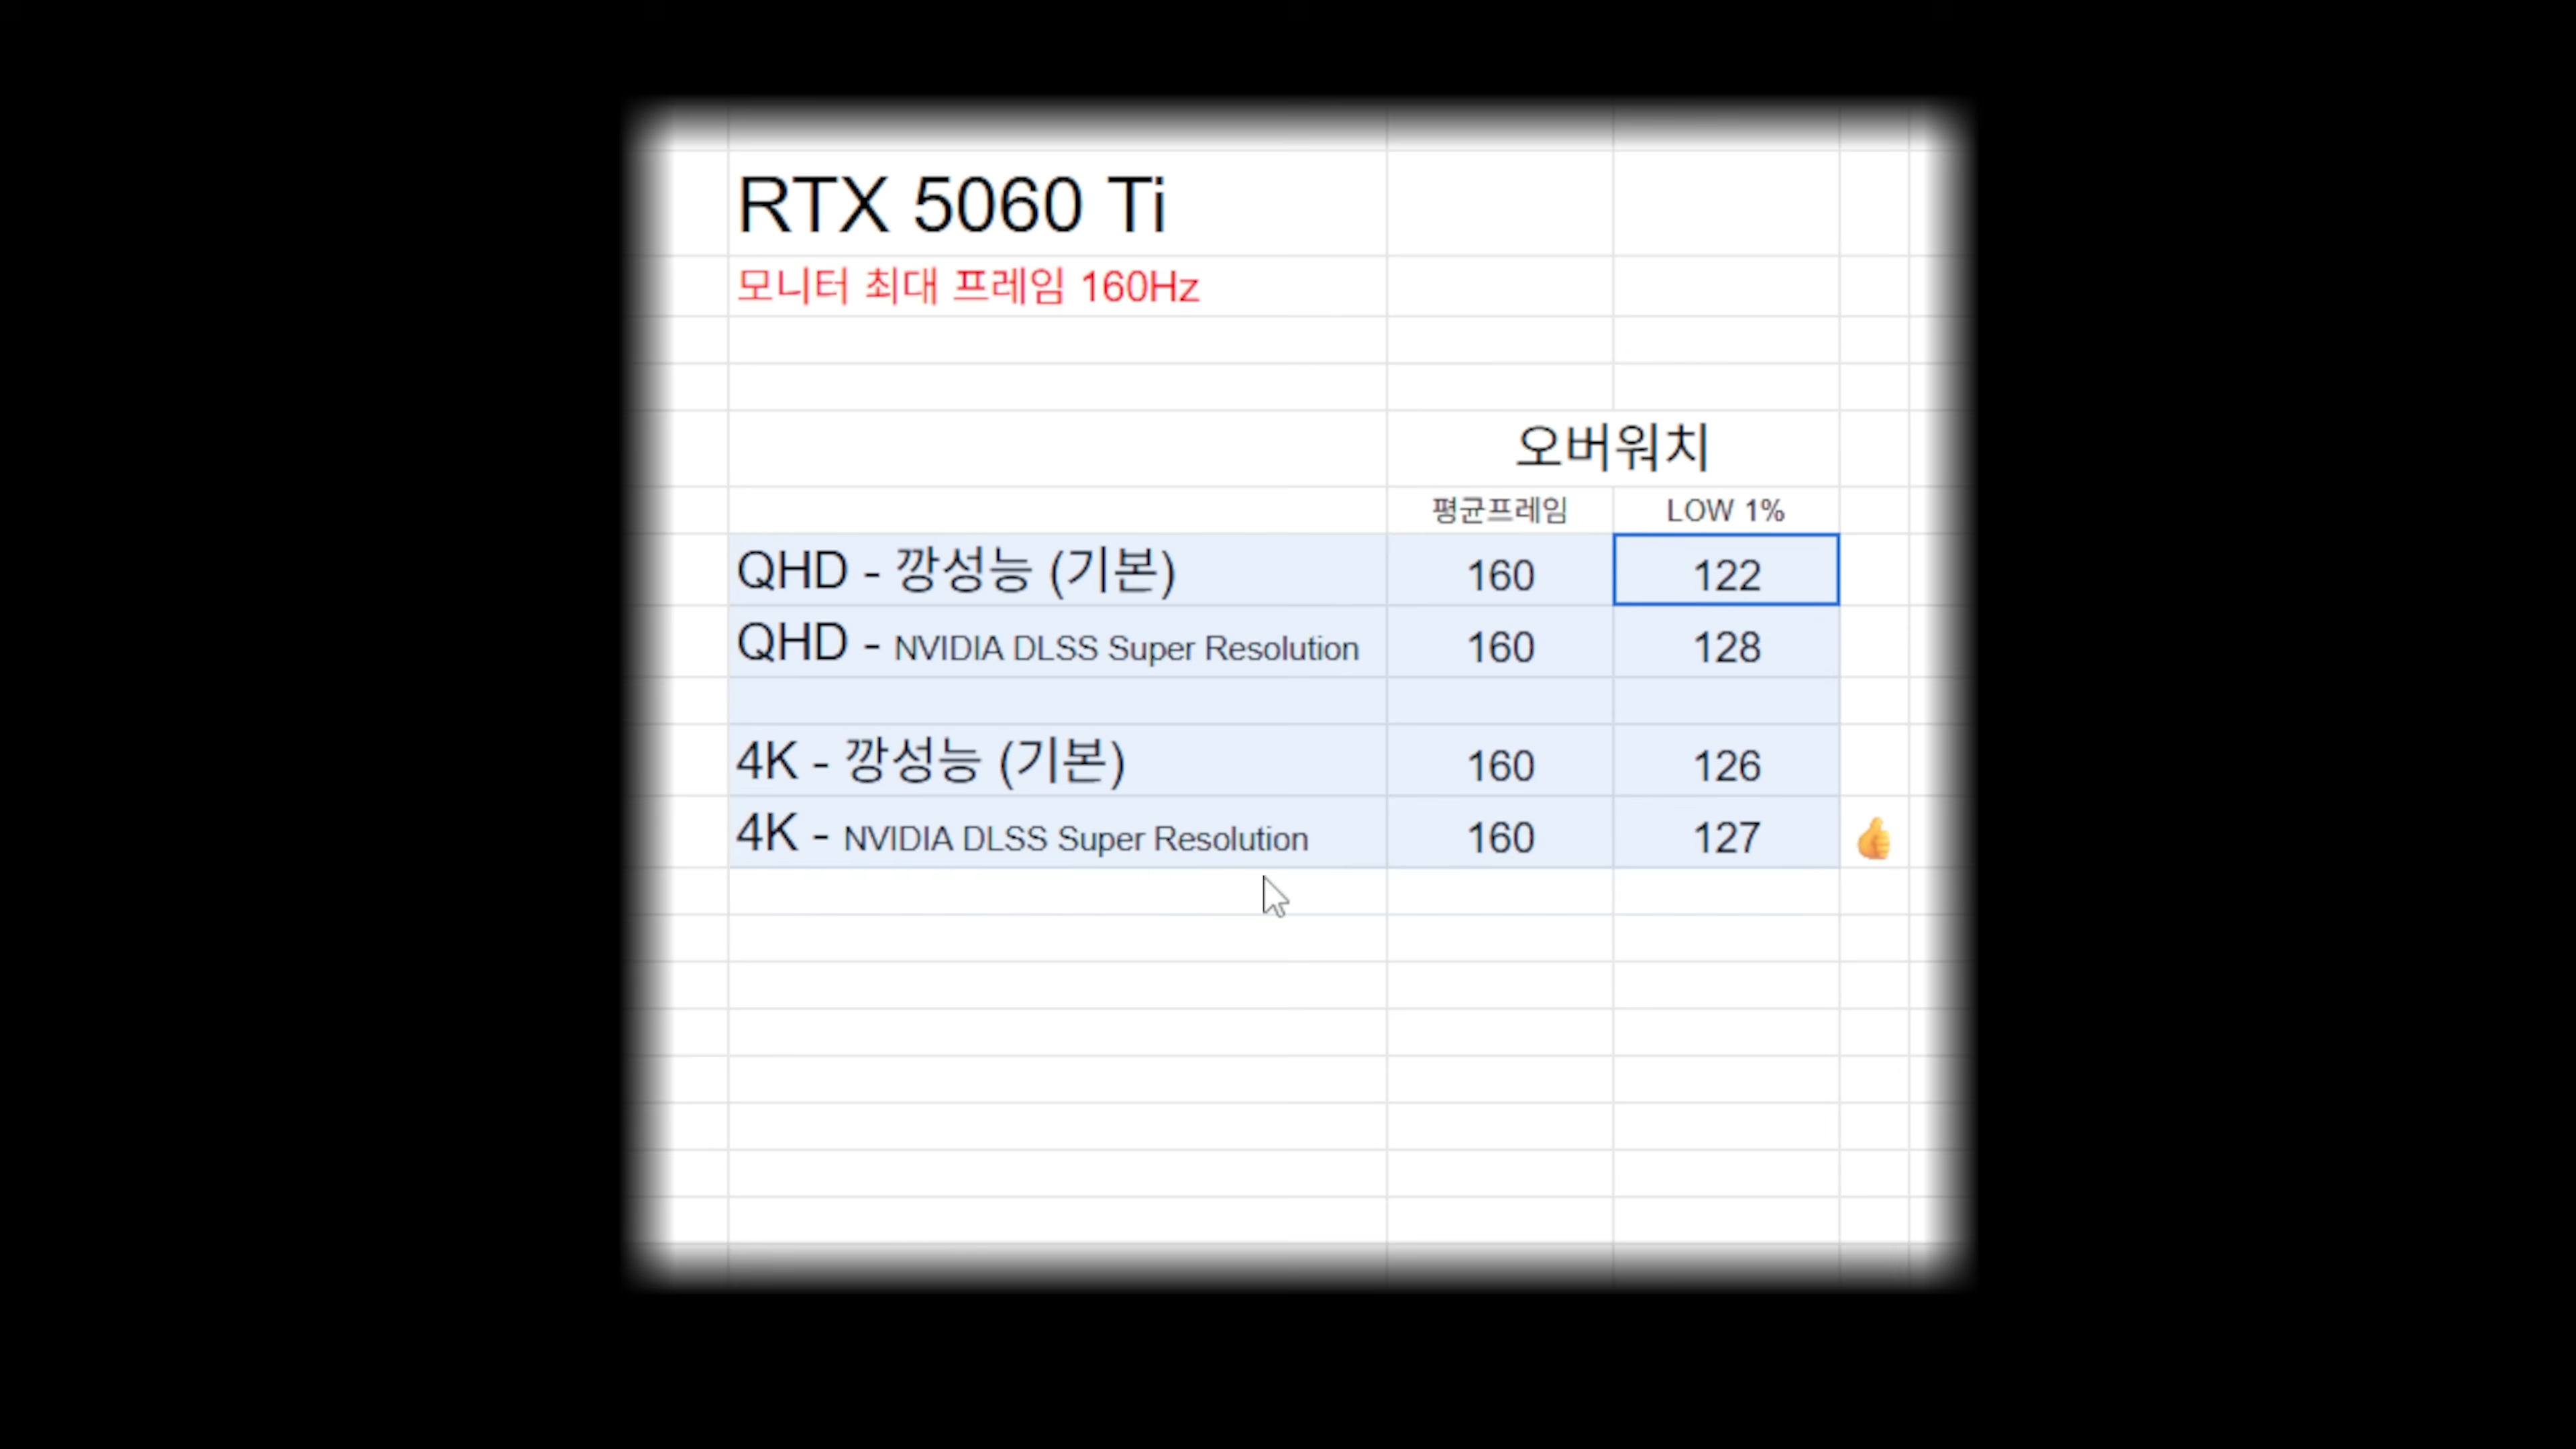 RTX 5060 Ti
모니터 최대 프레임 160Hz
오버워치
평균프레임 LOW 1%
QHD - 깡성능 (기본) 160 122
QHD - NVIDIA DLSS Super Resolution 160 128
4K - 깡성능 (기본) 160 126
4K - NVIDIA DLSS Super Resolution 160 127 👍